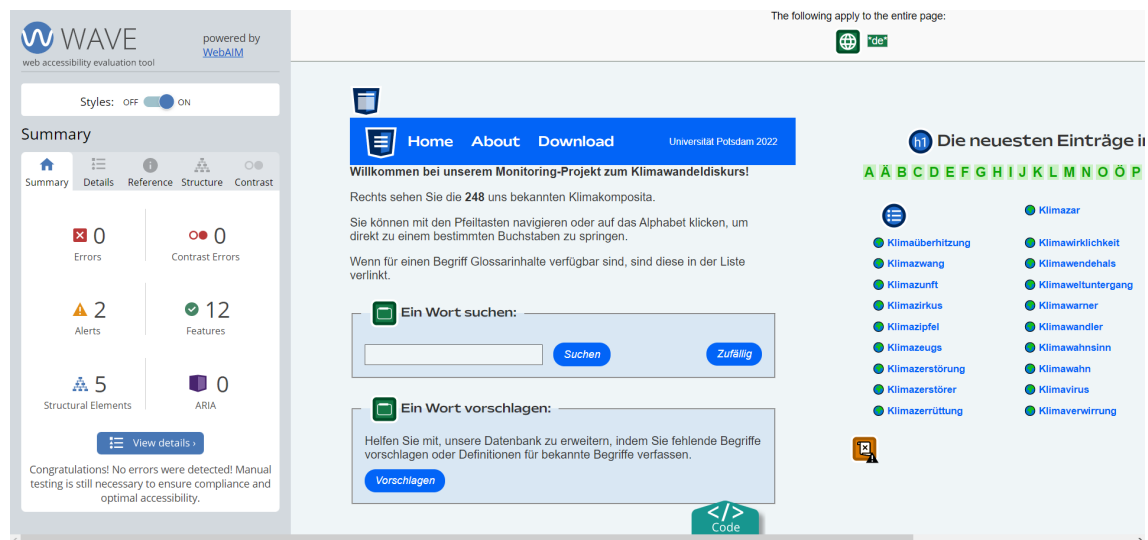 WAVE
powered by
WebAIM
web accessibility evaluation tool
Styles: OFF ON
Summary
Summary Details Reference Structure Contrast
0
Errors
0
Contrast Errors
2
Alerts
12
Features
5
Structural Elements
0
ARIA
View details ›
Congratulations! No errors were detected! Manual
testing is still necessary to ensure compliance and
optimal accessibility.
The following apply to the entire page:
"de"
Home About Download Universität Potsdam 2022
Willkommen bei unserem Monitoring-Projekt zum Klimawandeldiskurs!
Rechts sehen Sie die 248 uns bekannten Klimakomposita.
Sie können mit den Pfeiltasten navigieren oder auf das Alphabet klicken, um
direkt zu einem bestimmten Buchstaben zu springen.
Wenn für einen Begriff Glossarinhalte verfügbar sind, sind diese in der Liste
verlinkt.
Ein Wort suchen:
Suchen Zufällig
Ein Wort vorschlagen:
Helfen Sie mit, unsere Datenbank zu erweitern, indem Sie fehlende Begriffe
vorschlagen oder Definitionen für bekannte Begriffe verfassen.
Vorschlagen
</>
Code
h1 Die neuesten Einträge i
A Ä B C D E F G H I J K L M N O Ö P
Klimaüberhitzung
Klimazwang
Klimazunft
Klimazirkus
Klimazipfel
Klimazeugs
Klimazerstörung
Klimazerstörer
Klimazerrüttung
Klimazar
Klimawirklichkeit
Klimawendehals
Klimaweltuntergang
Klimawarner
Klimawandler
Klimawahnsinn
Klimawahn
Klimavirus
Klimaverwirrung